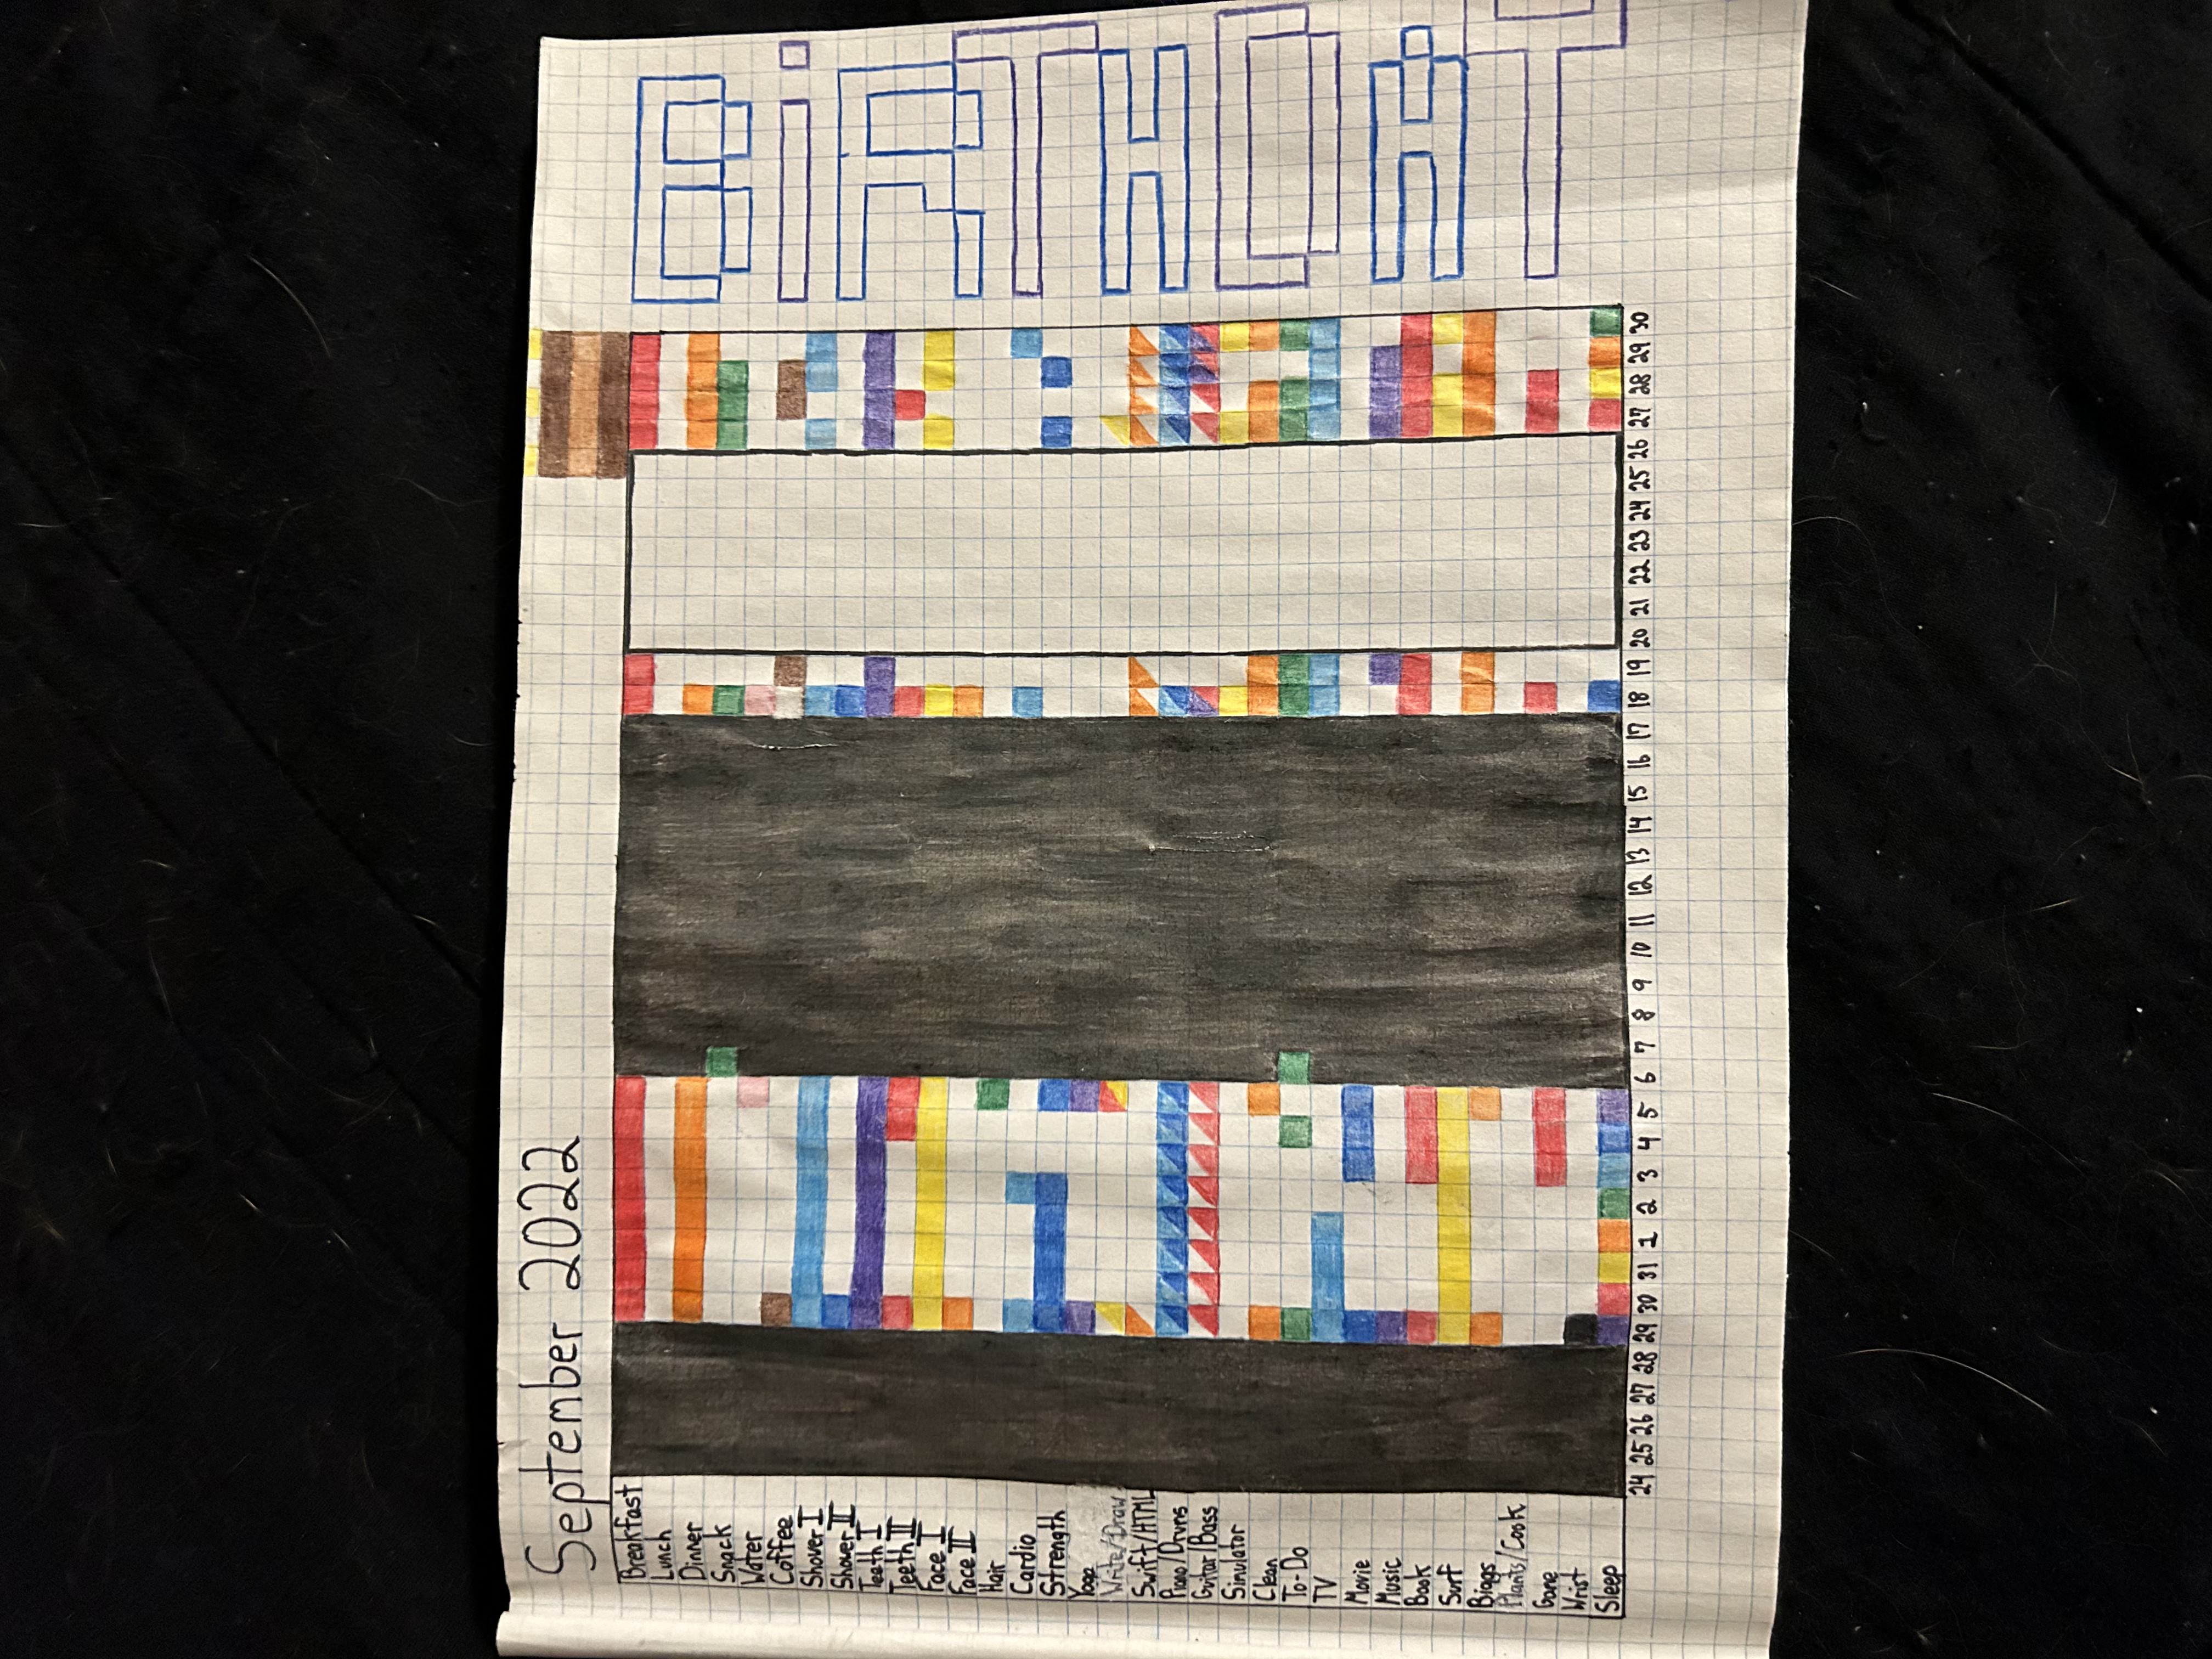 September 2022
Breakfast
Lunch
Dinner
Snack
Water
Coffee
Shower I
Shower II
Teeth I
Teeth II
Face I
Face II
Hair
Cardio
Strength
Yoga
Write/Draw
Swift/HTML
Piano/Drums
Guitar/Bass
Simulator
Clean
To-Do
TV
Movie
Music
Book
Surf
Biggs
Plants/Cook
Game
Wrist
Sleep
24 25 26 27 28 29 30 31 1 2 3 4 5 6 7 8 9 10 11 12 13 14 15 16 17 18 19 20 21 22 23 24 25 26 27 28 29 30
BiRTHDAY